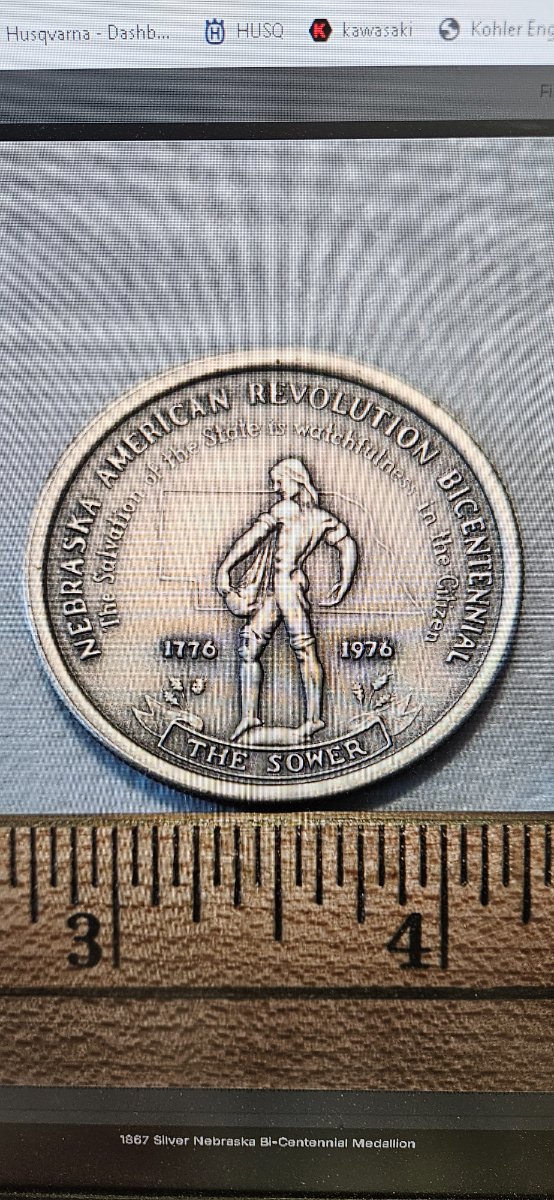 Husqvarna - Dashb...
HUSQ
kawasaki
Kohler Eng
NEBRASKA AMERICAN REVOLUTION BICENTENNIAL
The Salvation of the State is watchfulness in the Citizen
1776
1976
THE SOWER
3
4
1867 Silver Nebraska Bi-Centennial Medallion